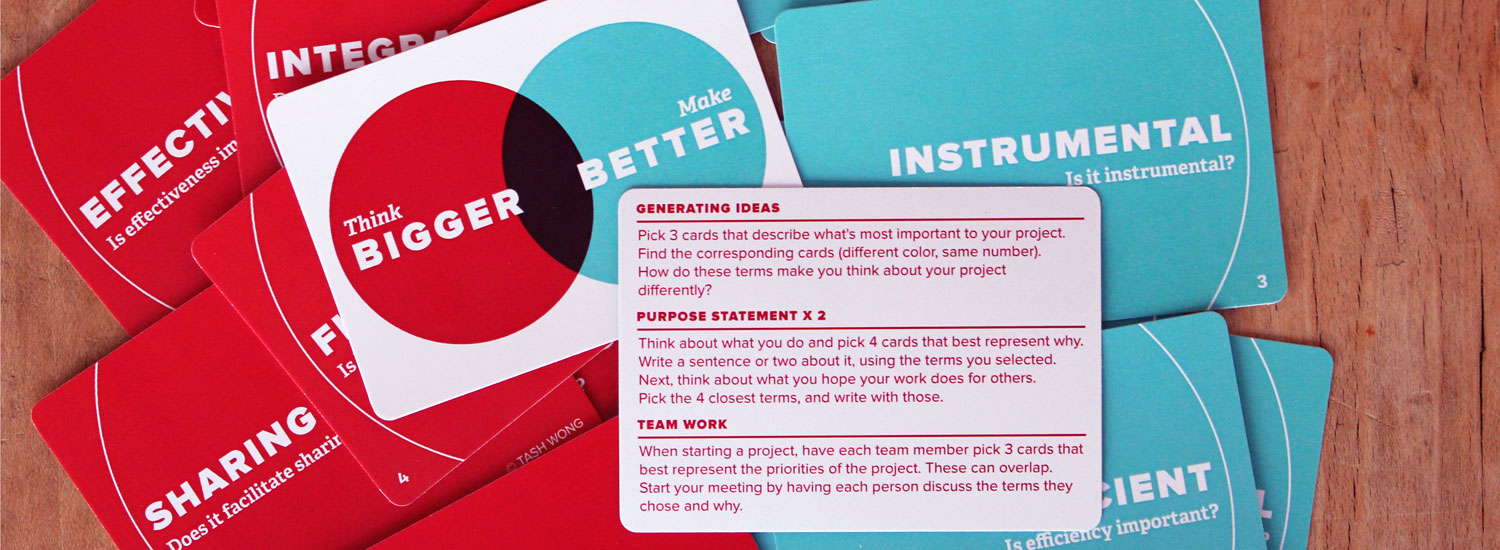 EFFECTIV
Is effectiveness im
INTEGRA
Think
BIGGER
Make
BETTER
INSTRUMENTAL
Is it instrumental?
3
GENERATING IDEAS
Pick 3 cards that describe what's most important to your project.
Find the corresponding cards (different color, same number).
How do these terms make you think about your project
differently?
PURPOSE STATEMENT X 2
Think about what you do and pick 4 cards that best represent why.
Write a sentence or two about it, using the terms you selected.
Next, think about what you hope your work does for others.
Pick the 4 closest terms, and write with those.
TEAM WORK
When starting a project, have each team member pick 3 cards that
best represent the priorities of the project. These can overlap.
Start your meeting by having each person discuss the terms they
chose and why.
SHARING
Does it facilitate sharin
Is
4
© TASH WONG
CIENT
Is efficiency important?